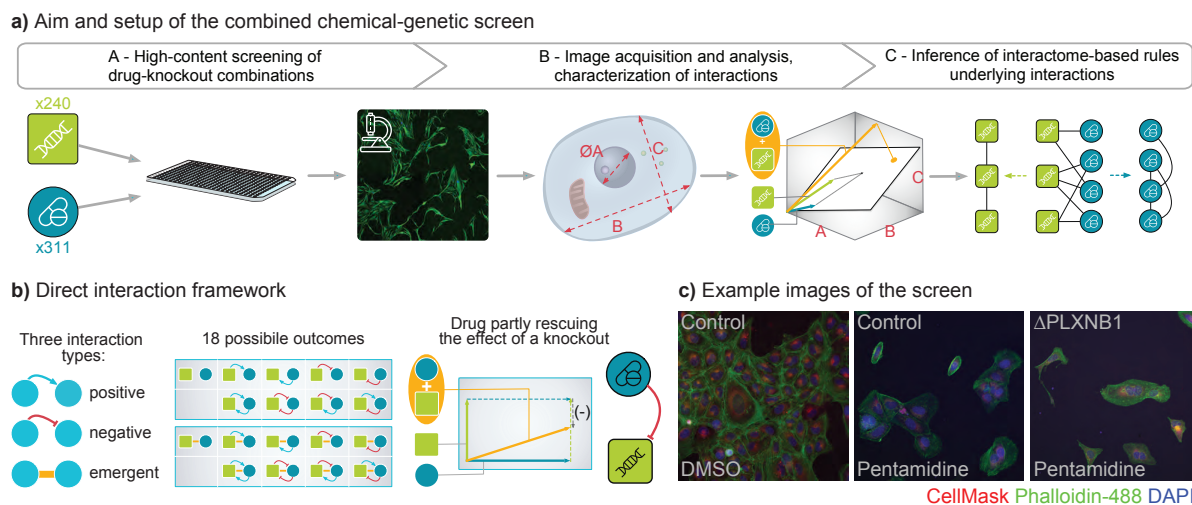 a) Aim and setup of the combined chemical-genetic screen
A - High-content screening of
drug-knockout combinations
B - Image acquisition and analysis,
characterization of interactions
C - Inference of interactome-based rules
underlying interactions
x240
x311
ØA
C
B
+
A
B
C
b) Direct interaction framework
Three interaction
types:
positive
negative
emergent
18 possibile outcomes
Drug partly rescuing
the effect of a knockout
+
(-)
c) Example images of the screen
Control
DMSO
Control
Pentamidine
ΔPLXNB1
Pentamidine
CellMask Phalloidin-488 DAPI